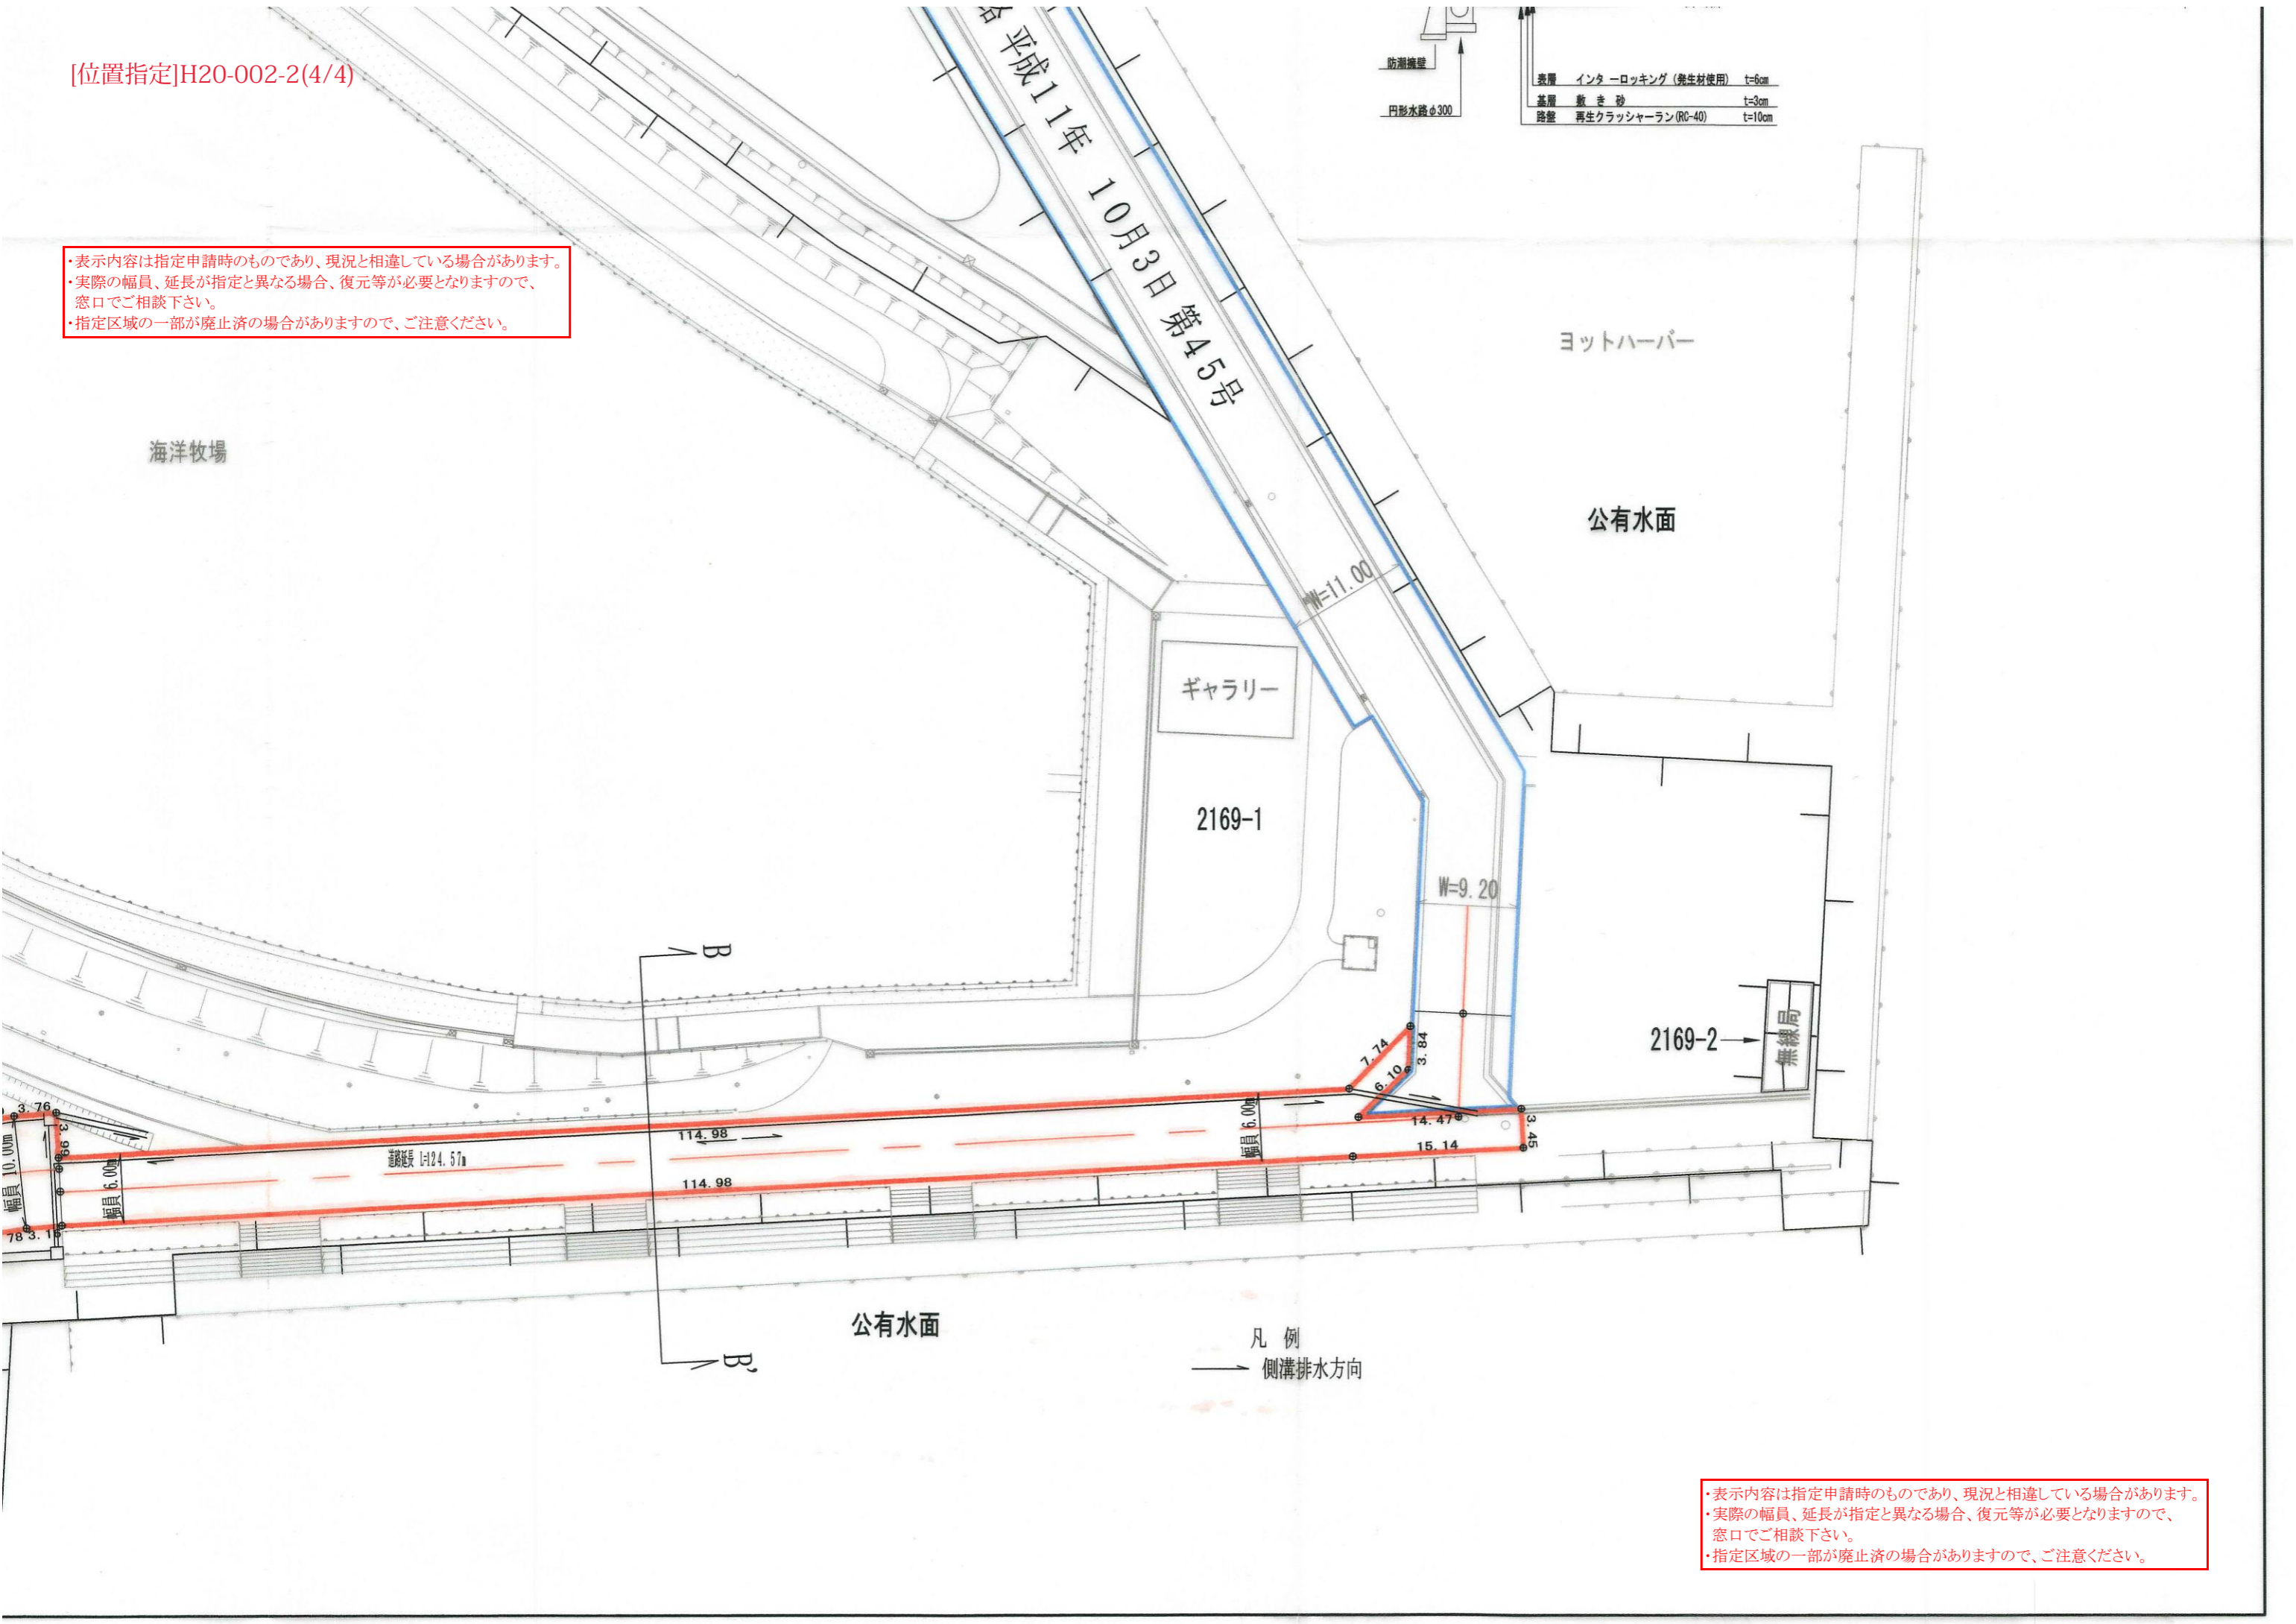 [位置指定]H20-002-2(4/4)
防潮擁壁
円形水路φ300
表層 インターロッキング（発生材使用） t=6cm
基層 敷き砂 t=3cm
路盤 再生クラッシャーラン(RC-40) t=10cm
路 平成11年 10月3日 第45号
・表示内容は指定申請時のものであり、現況と相違している場合があります。
・実際の幅員、延長が指定と異なる場合、復元等が必要となりますので、
窓口でご相談下さい。
・指定区域の一部が廃止済の場合がありますので、ご注意ください。
ヨットハーバー
海洋牧場
公有水面
W=11.00
ギャラリー
2169-1
W=9.20
B
2169-2
無線局
7.74
3.84
6.10
3.76
3.99
幅員 10.00m
幅員 6.00m
114.98
道路延長 L=124.57m
幅員 6.00m
14.47
3.45
15.14
114.98
78
3.15
公有水面
B'
凡 例
側溝排水方向
・表示内容は指定申請時のものであり、現況と相違している場合があります。
・実際の幅員、延長が指定と異なる場合、復元等が必要となりますので、
窓口でご相談下さい。
・指定区域の一部が廃止済の場合がありますので、ご注意ください。